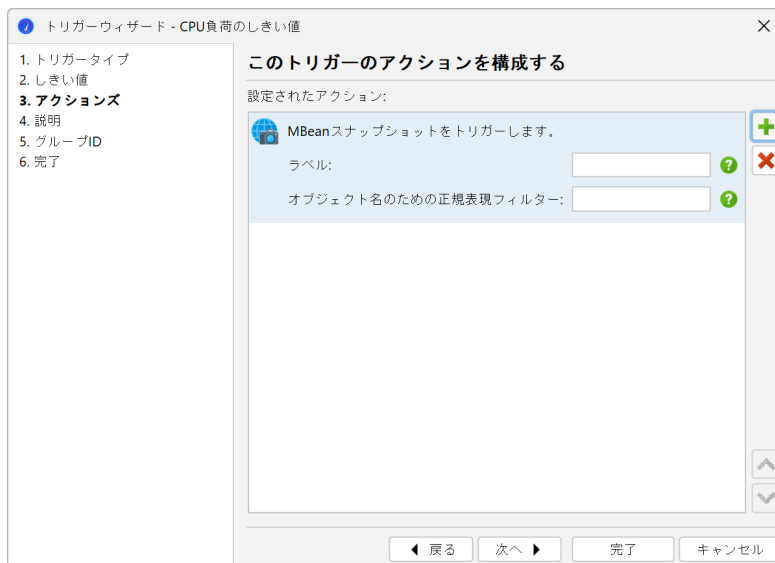 トリガーウィザード - CPU負荷のしきい値
1. トリガータイプ
2. しきい値
3. アクションズ
4. 説明
5. グループID
6. 完了
このトリガーのアクションを構成する
設定されたアクション:
MBeanスナップショットをトリガーします。
ラベル:
オブジェクト名のための正規表現フィルター:
戻る
次へ
完了
キャンセル